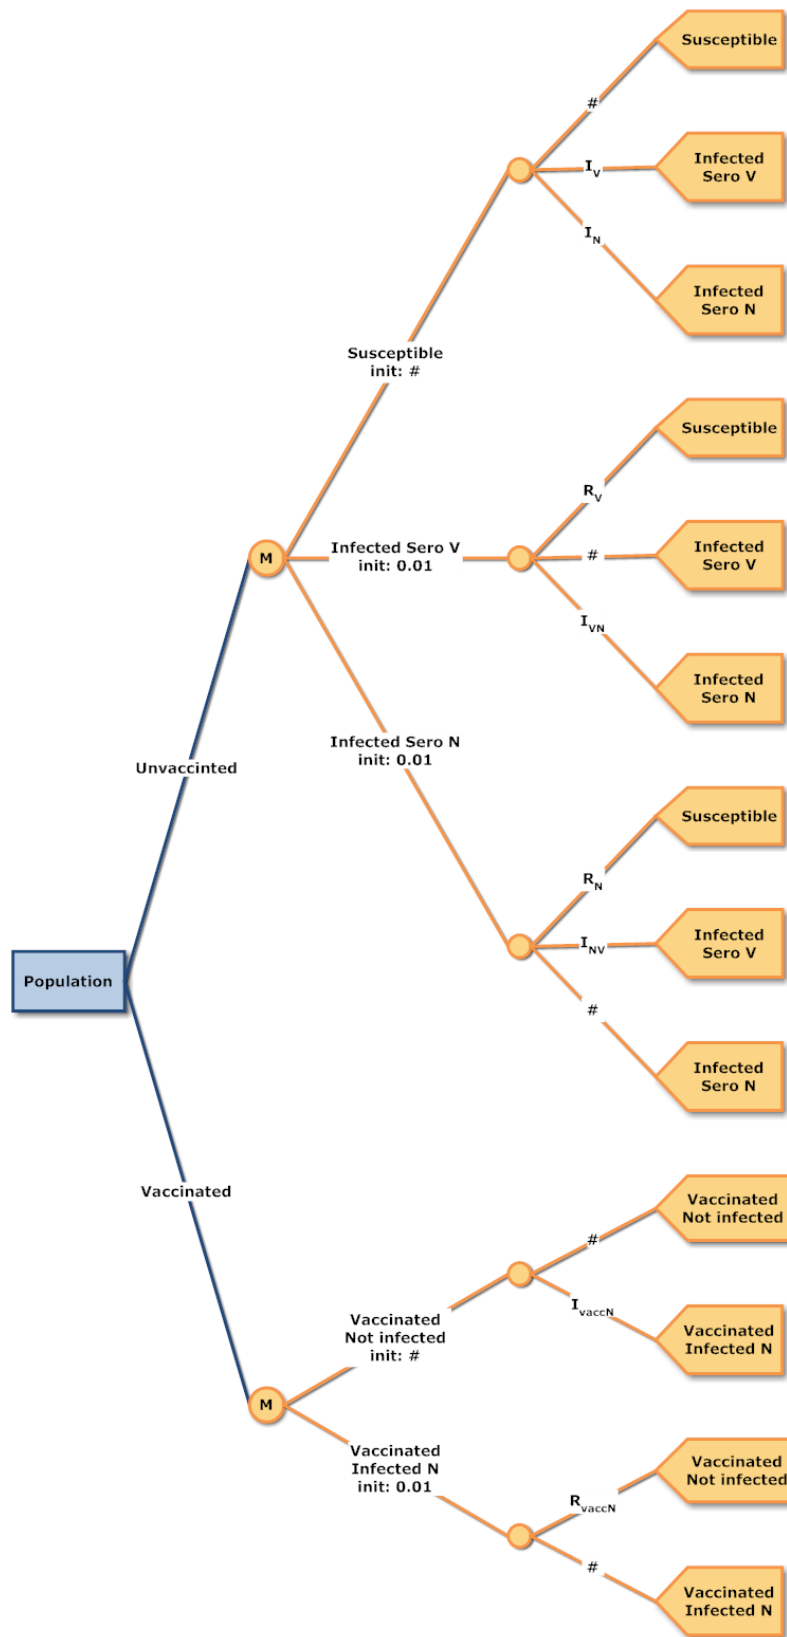 Susceptible
#
Infected
Sero V
I_V
I_N
Infected
Sero N
Susceptible
init: #
Susceptible
R_V
Infected Sero V
init: 0.01
#
Infected
Sero V
I_VN
Infected
Sero N
Infected Sero N
init: 0.01
M
Unvaccinted
Susceptible
R_N
I_NV
Infected
Sero V
Population
#
Infected
Sero N
Vaccinated
Vaccinated
Not infected
#
I_vaccN
Vaccinated
Not infected
init: #
Vaccinated
Infected N
M
Vaccinated
Infected N
init: 0.01
Vaccinated
Not infected
R_vaccN
#
Vaccinated
Infected N